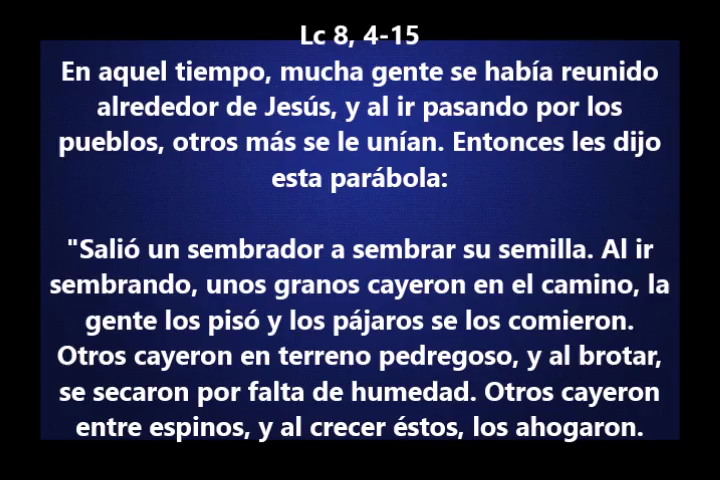 Lc 8, 4-15
En aquel tiempo, mucha gente se había reunido
alrededor de Jesús, y al ir pasando por los
pueblos, otros más se le unían. Entonces les dijo
esta parábola:
"Salió un sembrador a sembrar su semilla. Al ir
sembrando, unos granos cayeron en el camino, la
gente los pisó y los pájaros se los comieron.
Otros cayeron en terreno pedregoso, y al brotar,
se secaron por falta de humedad. Otros cayeron
entre espinos, y al crecer éstos, los ahogaron.